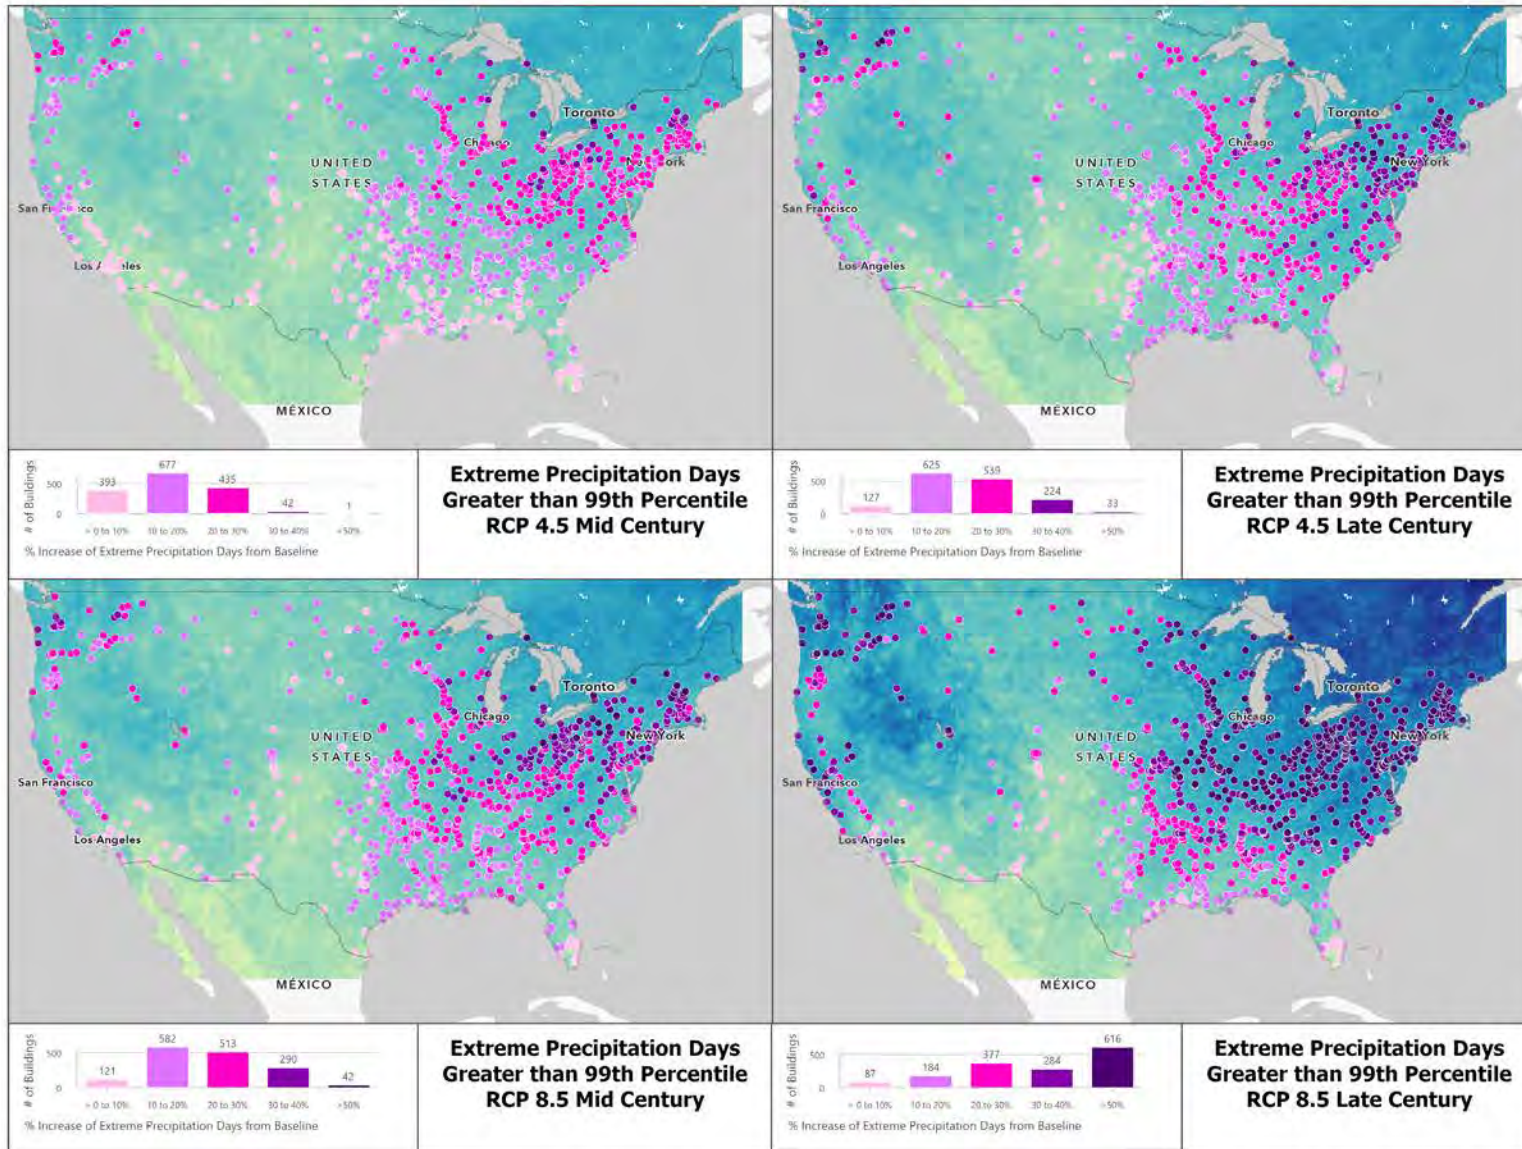 Toronto
Chicago
UNITED
STATES
New York
San Francisco
Los Angeles
MÉXICO
# of Buildings
500
0
393
677
435
42
1
> 0 to 10%
10 to 20%
20 to 30%
30 to 40%
>50%
% Increase of Extreme Precipitation Days from Baseline
Extreme Precipitation Days
Greater than 99th Percentile
RCP 4.5 Mid Century
Toronto
Chicago
UNITED
STATES
New York
San Francisco
Los Angeles
MÉXICO
# of Buildings
500
0
127
625
539
224
33
> 0 to 10%
10 to 20%
20 to 30%
30 to 40%
>50%
% Increase of Extreme Precipitation Days from Baseline
Extreme Precipitation Days
Greater than 99th Percentile
RCP 4.5 Late Century
Toronto
Chicago
UNITED
STATES
New York
San Francisco
Los Angeles
MÉXICO
# of Buildings
500
0
121
582
513
290
42
> 0 to 10%
10 to 20%
20 to 30%
30 to 40%
>50%
% Increase of Extreme Precipitation Days from Baseline
Extreme Precipitation Days
Greater than 99th Percentile
RCP 8.5 Mid Century
Toronto
Chicago
UNITED
STATES
New York
San Francisco
Los Angeles
MÉXICO
# of Buildings
500
0
87
184
377
284
616
> 0 to 10%
10 to 20%
20 to 30%
30 to 40%
>50%
% Increase of Extreme Precipitation Days from Baseline
Extreme Precipitation Days
Greater than 99th Percentile
RCP 8.5 Late Century